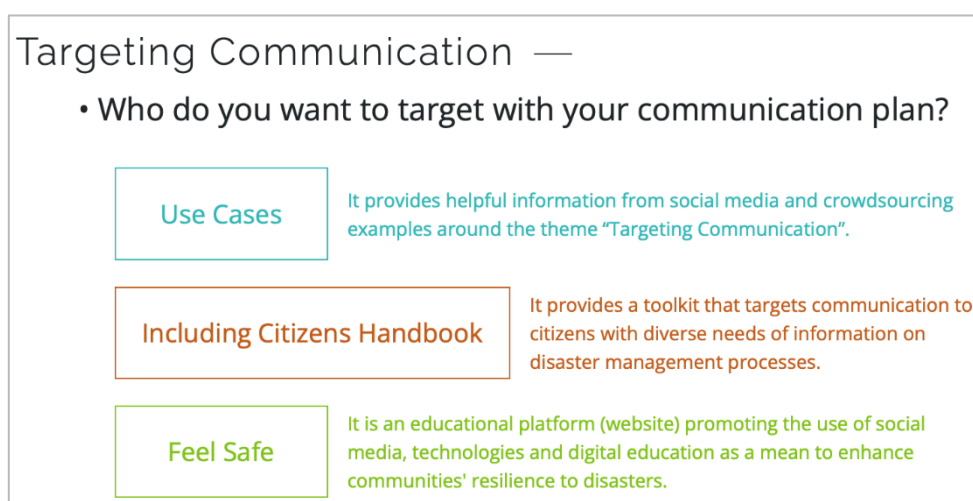 Targeting Communication —
• Who do you want to target with your communication plan?
Use Cases
It provides helpful information from social media and crowdsourcing
examples around the theme “Targeting Communication”.
Including Citizens Handbook
It provides a toolkit that targets communication to
citizens with diverse needs of information on
disaster management processes.
Feel Safe
It is an educational platform (website) promoting the use of social
media, technologies and digital education as a mean to enhance
communities' resilience to disasters.